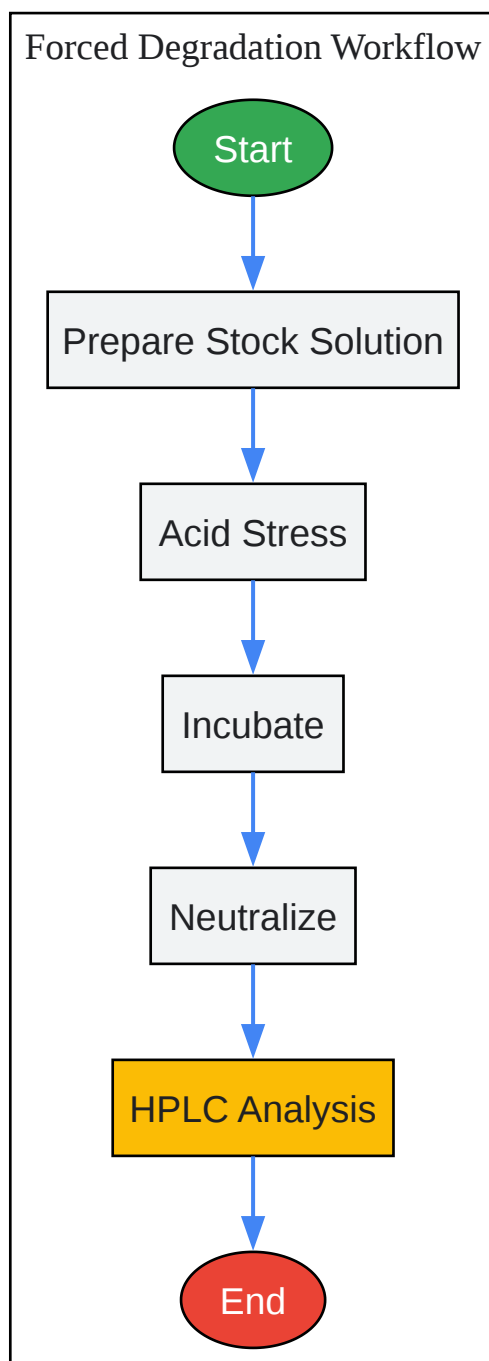 Forced Degradation Workflow
Start
Prepare Stock Solution
Acid Stress
Incubate
Neutralize
HPLC Analysis
End